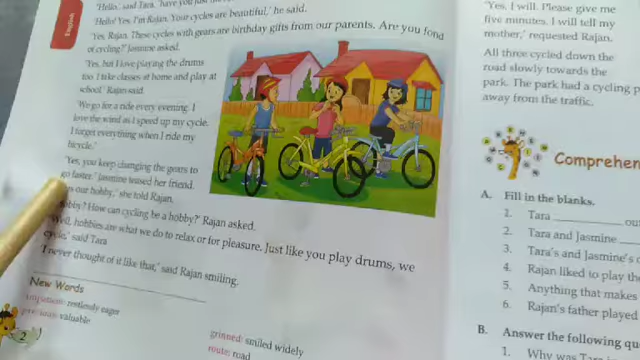 English
'Hello,' said Tara, 'have you just
'Hello! Yes, I'm Rajan. Your cycles are beautiful,' he said.
'Yes, Rajan. These cycles with gears are birthday gifts from our parents. Are you fond
of cycling?' Jasmine asked.
'Yes, but I love playing the drums
too. I take classes at home and play at
school.' Rajan said.
'We go for a ride every evening. I
love the wind as I speed up my cycle.
I forget everything when I ride my
bicycle.'
'Yes, you keep changing the gears to
go faster.' Jasmine teased her friend.
our hobby,' she told Rajan.
How can cycling be a hobby?' Rajan asked.
hobbies are what we do to relax or for pleasure. Just like you play drums, we
cycle,' said Tara.
I never thought of it like that,' said Rajan smiling.
New Words
restlessly eager
valuable
grinned: smiled widely
route: road
2
'Yes, I will. Please give me
five minutes. I will tell my
mother,' requested Rajan.
All three cycled down the
road slowly towards the
park. The park had a cycling
away from the traffic.
Comprehen
A. Fill in the blanks.
1. Tara ________ ou
2. Tara and Jasmine ____
3. Tara's and Jasmine's
4. Rajan liked to play the
5. Anything that makes
6. Rajan's father played
B. Answer the following qu
1. Why was